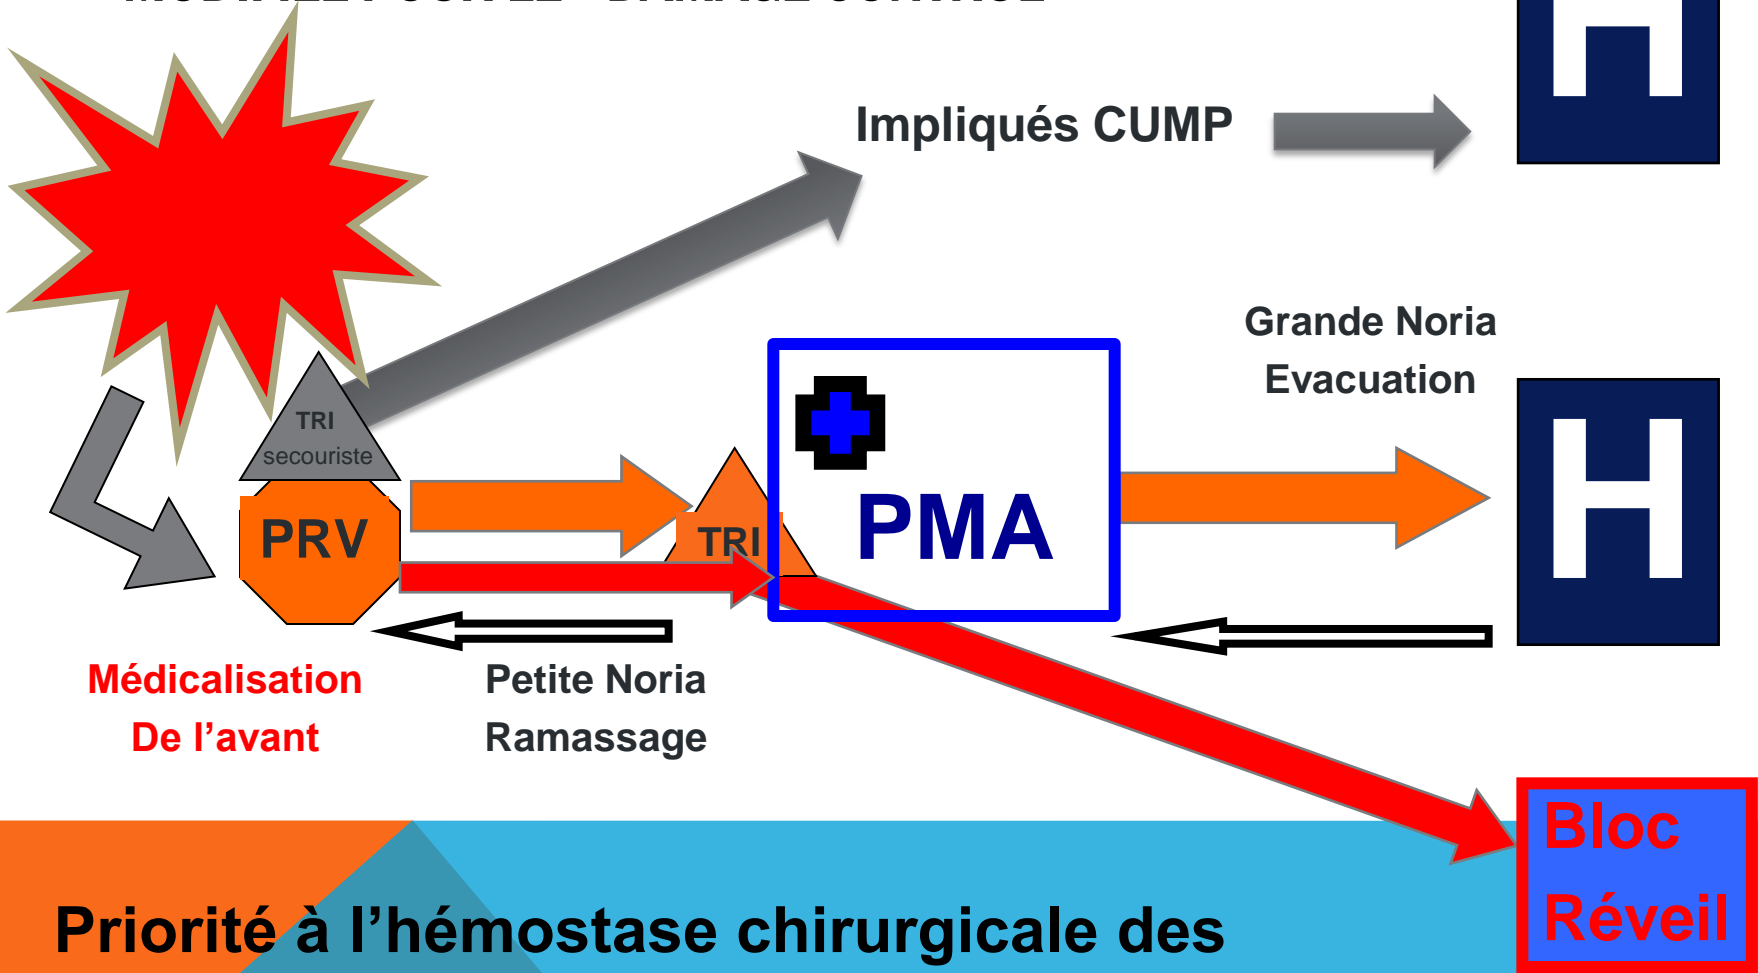 Impliqués CUMP
H
Grande Noria
Evacuation
TRI
secouriste
PRV
TRI
PMA
H
Médicalisation
De l’avant
Petite Noria
Ramassage
Bloc
Réveil
Priorité à l’hémostase chirurgicale des